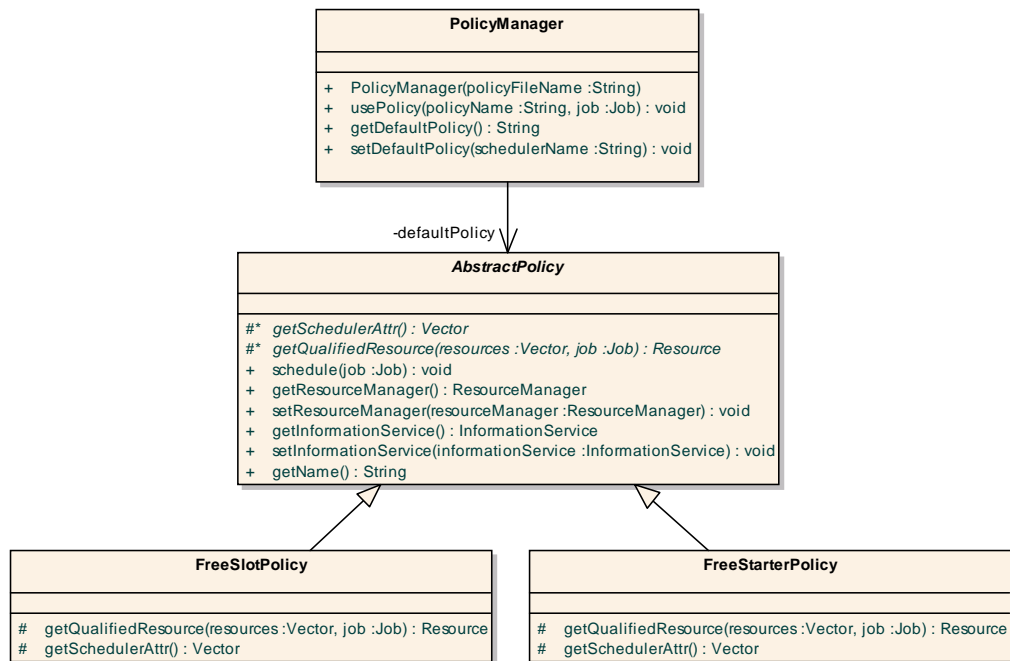 PolicyManager
+ PolicyManager(policyFileName :String)
+ usePolicy(policyName :String, job :Job) : void
+ getDefaultPolicy() : String
+ setDefaultPolicy(schedulerName :String) : void
-defaultPolicy
AbstractPolicy
#* getSchedulerAttr() : Vector
#* getQualifiedResource(resources :Vector, job :Job) : Resource
+ schedule(job :Job) : void
+ getResourceManager() : ResourceManager
+ setResourceManager(resourceManager :ResourceManager) : void
+ getInformationService() : InformationService
+ setInformationService(informationService :InformationService) : void
+ getName() : String
FreeSlotPolicy
# getQualifiedResource(resources :Vector, job :Job) : Resource
# getSchedulerAttr() : Vector
FreeStarterPolicy
# getQualifiedResource(resources :Vector, job :Job) : Resource
# getSchedulerAttr() : Vector